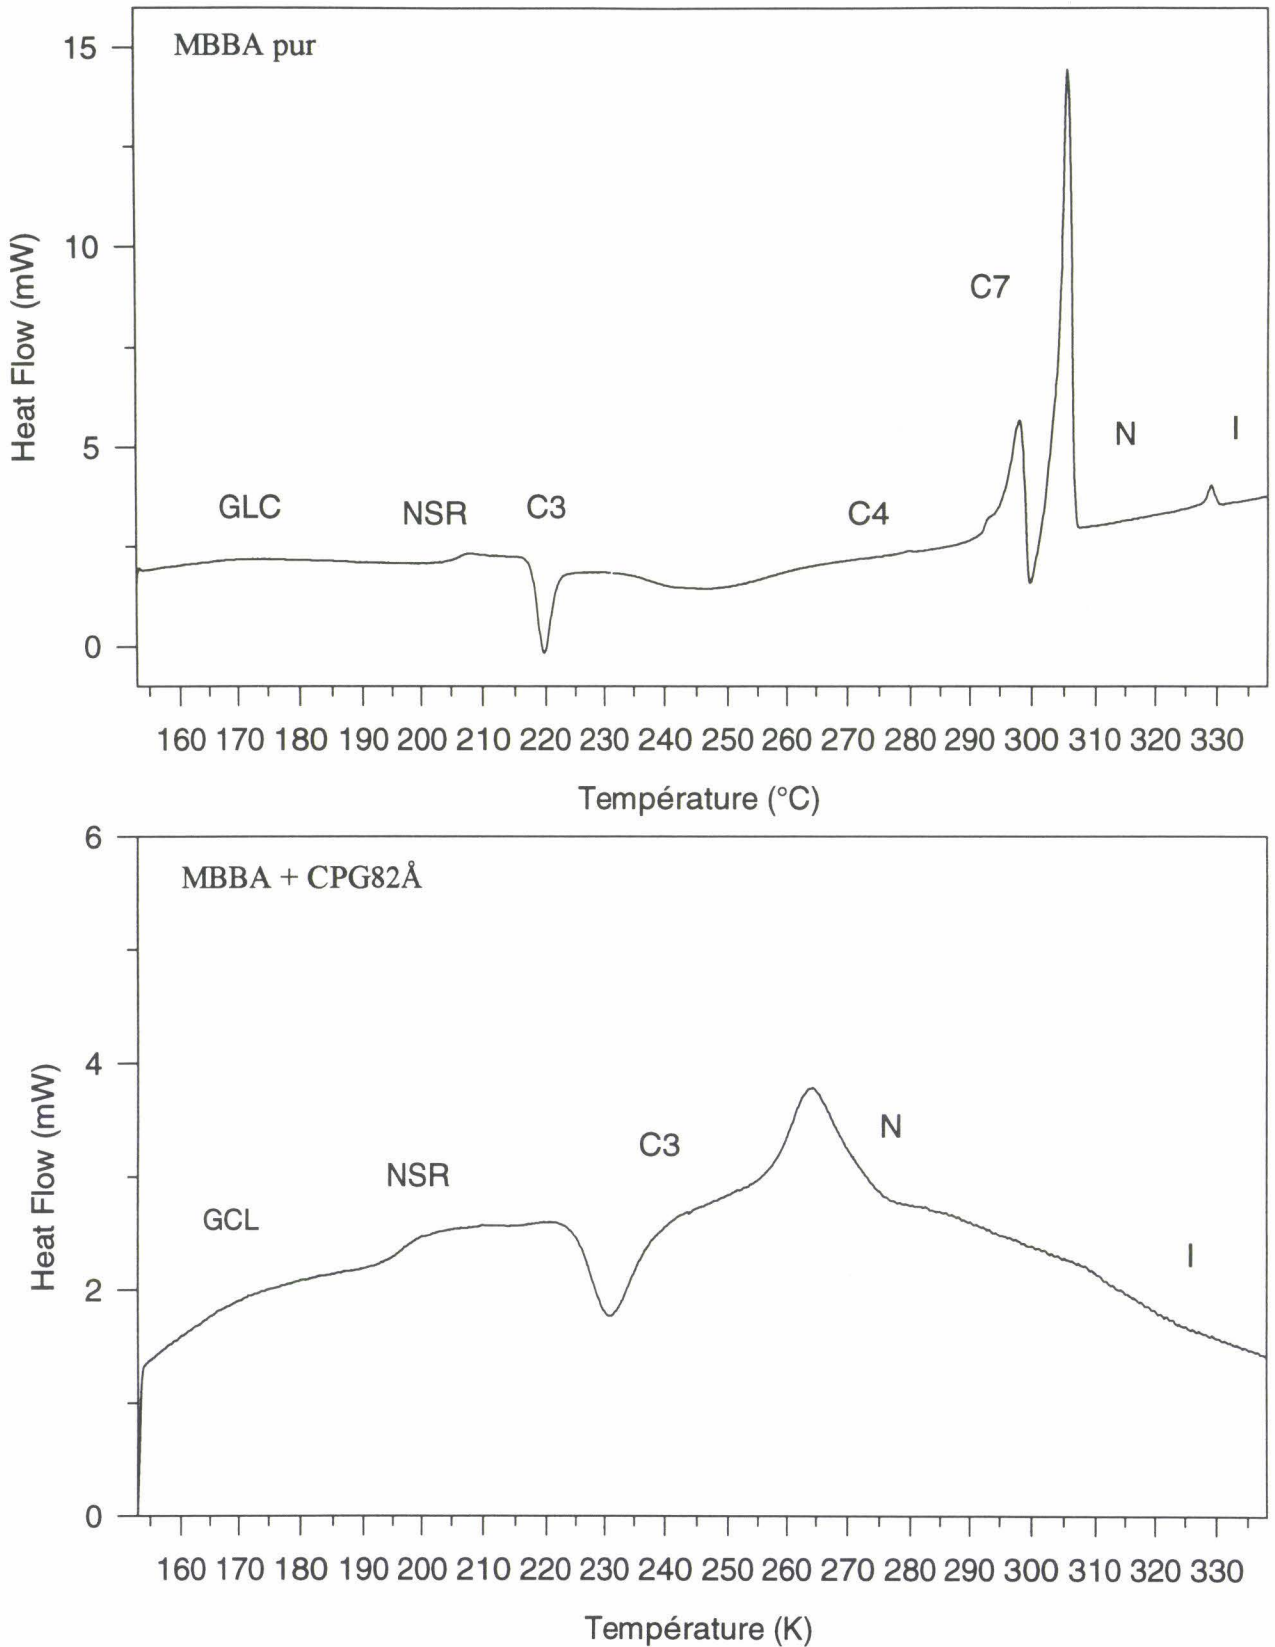 MBBA pur
15
10
5
0
Heat Flow (mW)
GLC
NSR
C3
C4
C7
N
I
160 170 180 190 200 210 220 230 240 250 260 270 280 290 300 310 320 330
Température (°C)
MBBA + CPG82Å
6
4
2
0
Heat Flow (mW)
GCL
NSR
C3
N
I
160 170 180 190 200 210 220 230 240 250 260 270 280 290 300 310 320 330
Température (K)